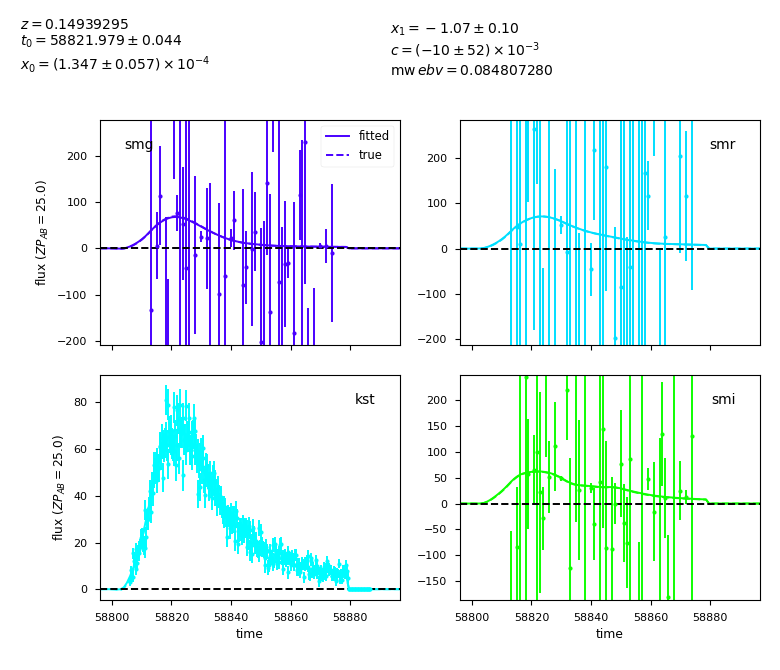 z = 0.14939295
t₀ = 58821.979 ± 0.044
x₀ = (1.347 ± 0.057) × 10⁻⁴
x₁ = −1.07 ± 0.10
c = (−10 ± 52) × 10⁻³
mw ebv = 0.084807280
smg
fitted
true
200
100
0
−100
−200
flux (ZP_AB = 25.0)
smr
200
100
0
−100
−200
kst
80
60
40
20
0
flux (ZP_AB = 25.0)
58800 58820 58840 58860 58880
time
smi
200
150
100
50
0
−50
−100
−150
58800 58820 58840 58860 58880
time